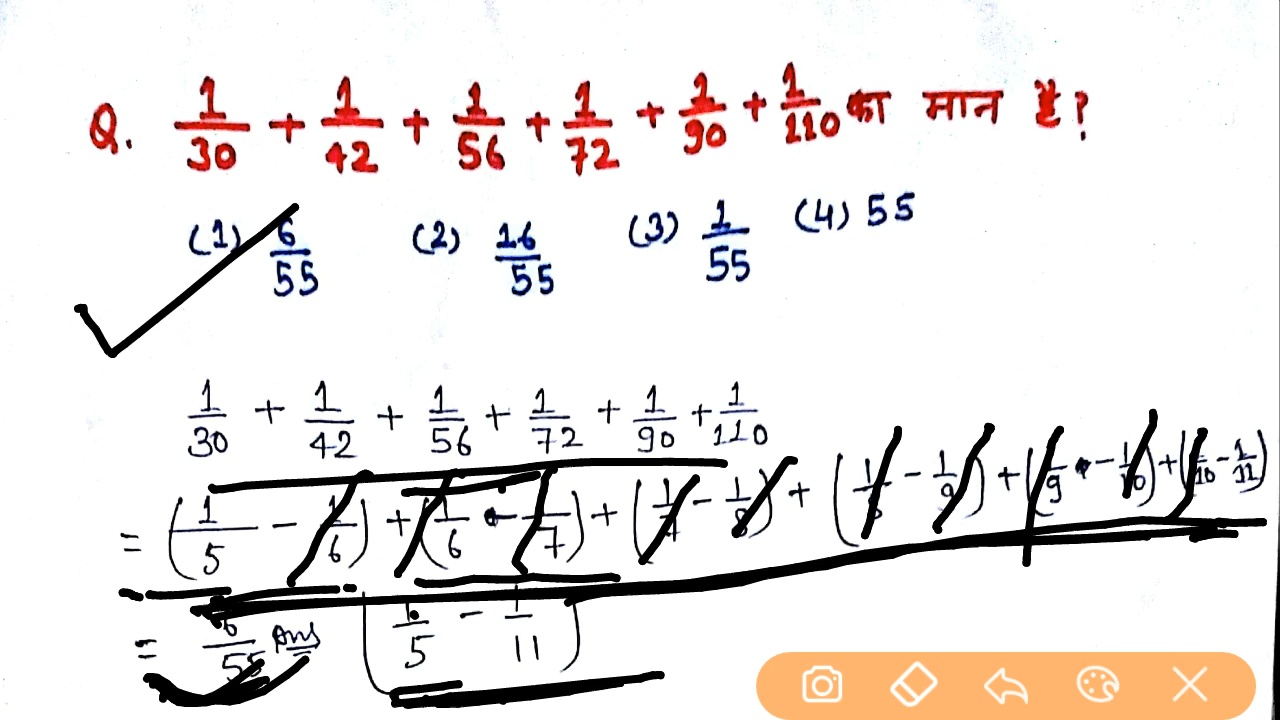 Q. 1/30 + 1/42 + 1/56 + 1/72 + 1/90 + 1/110 का मान है?
(1) 6/55 (2) 16/55 (3) 1/55 (4) 55
1/30 + 1/42 + 1/56 + 1/72 + 1/90 + 1/110
= (1/5 - 1/6) + (1/6 - 1/7) + (1/7 - 1/8) + (1/8 - 1/9) + (1/9 - 1/10) + (1/10 - 1/11)
= 6/55 Ans (1/5 - 1/11)